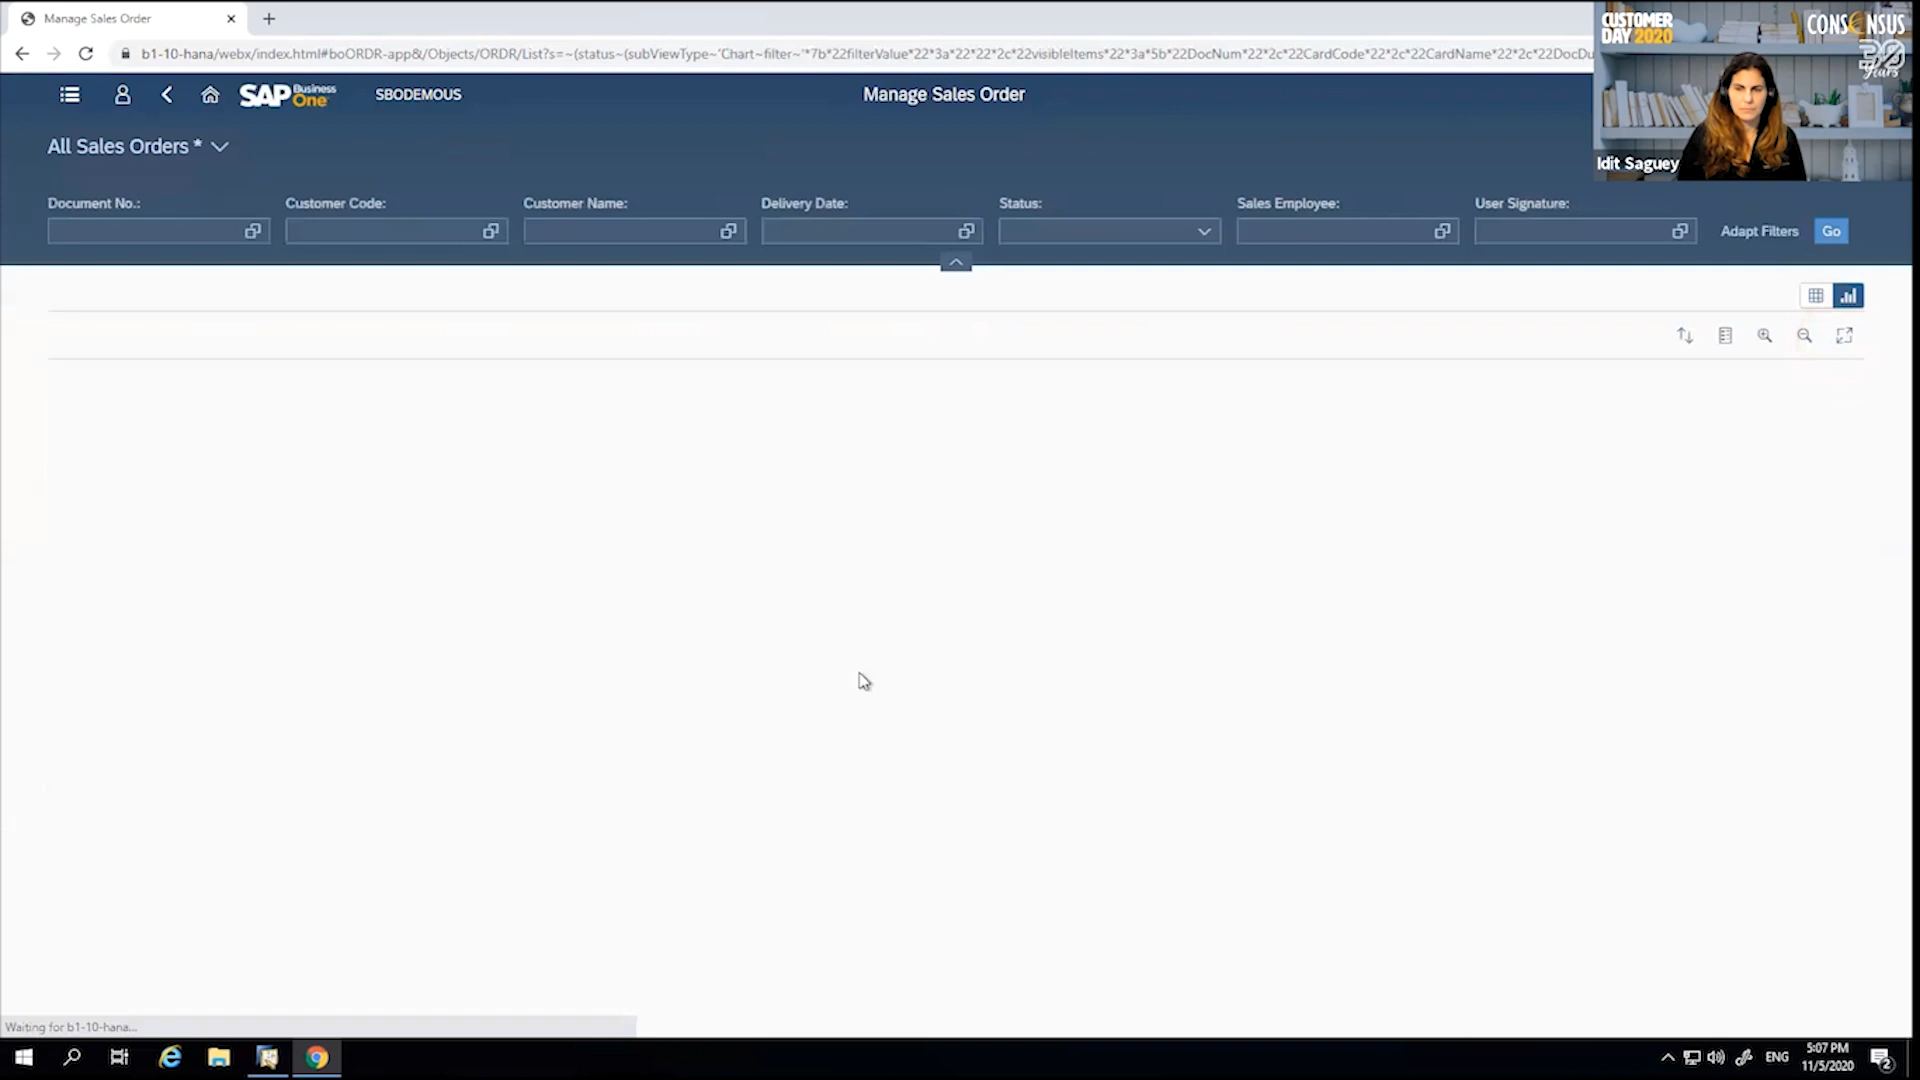 Manage Sales Order
b1-10-hana/webx/index.html#boORDR-app&/Objects/ORDR/List?s=~(status~(subViewType~'Chart~filter~'*7b*22filterValue*22*3a*22*22*2c*22visibleItems*22*3a*5b*22DocNum*22*2c*22CardCode*22*2c*22CardName*22*2c*22DocDu
CUSTOMER
DAY 2020
CONSENSUS
30
Years
Idit Saguey
SAP Business
One
SBODEMOUS
Manage Sales Order
All Sales Orders *
Document No.:
Customer Code:
Customer Name:
Delivery Date:
Status:
Sales Employee:
User Signature:
Adapt Filters
Go
Waiting for b1-10-hana...
ENG
5:07 PM
11/5/2020
2